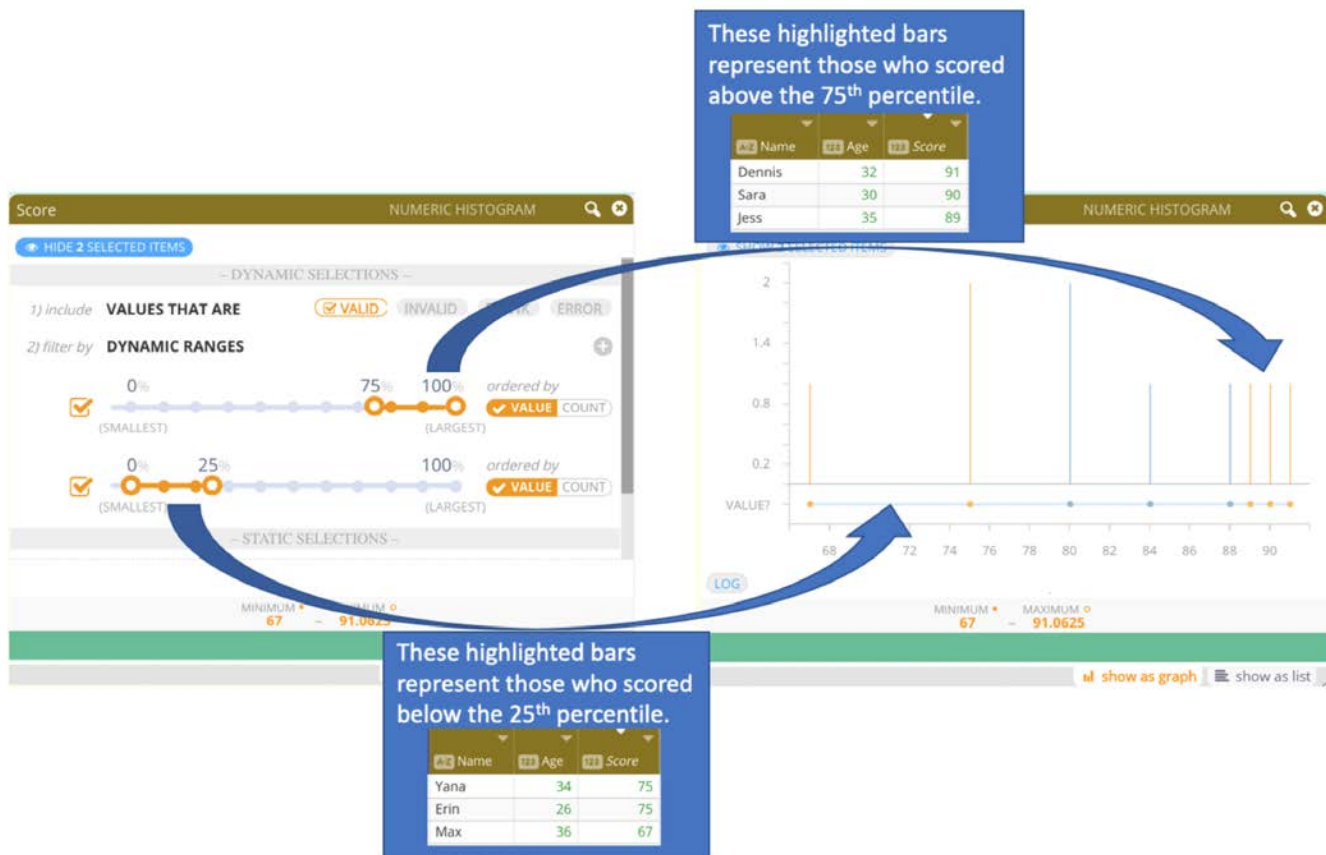 These highlighted bars
represent those who scored
above the 75th percentile.
A-Z Name 123 Age 123 Score
Dennis 32 91
Sara 30 90
Jess 35 89
Score NUMERIC HISTOGRAM
HIDE 2 SELECTED ITEMS
– DYNAMIC SELECTIONS –
1) include VALUES THAT ARE VALID INVALID ERROR
2) filter by DYNAMIC RANGES
0% 75% 100% ordered by
VALUE COUNT
(SMALLEST) (LARGEST)
0% 25% 100% ordered by
VALUE COUNT
(SMALLEST) (LARGEST)
– STATIC SELECTIONS –
MINIMUM
67 – 91.0625
NUMERIC HISTOGRAM
SELECTED ITEMS
2
1.4
0.8
0.2
VALUE?
68 72 74 76 78 80 82 84 86 88 90
LOG
MINIMUM MAXIMUM
67 – 91.0625
show as graph show as list
These highlighted bars
represent those who scored
below the 25th percentile.
A-Z Name 123 Age 123 Score
Yana 34 75
Erin 26 75
Max 36 67